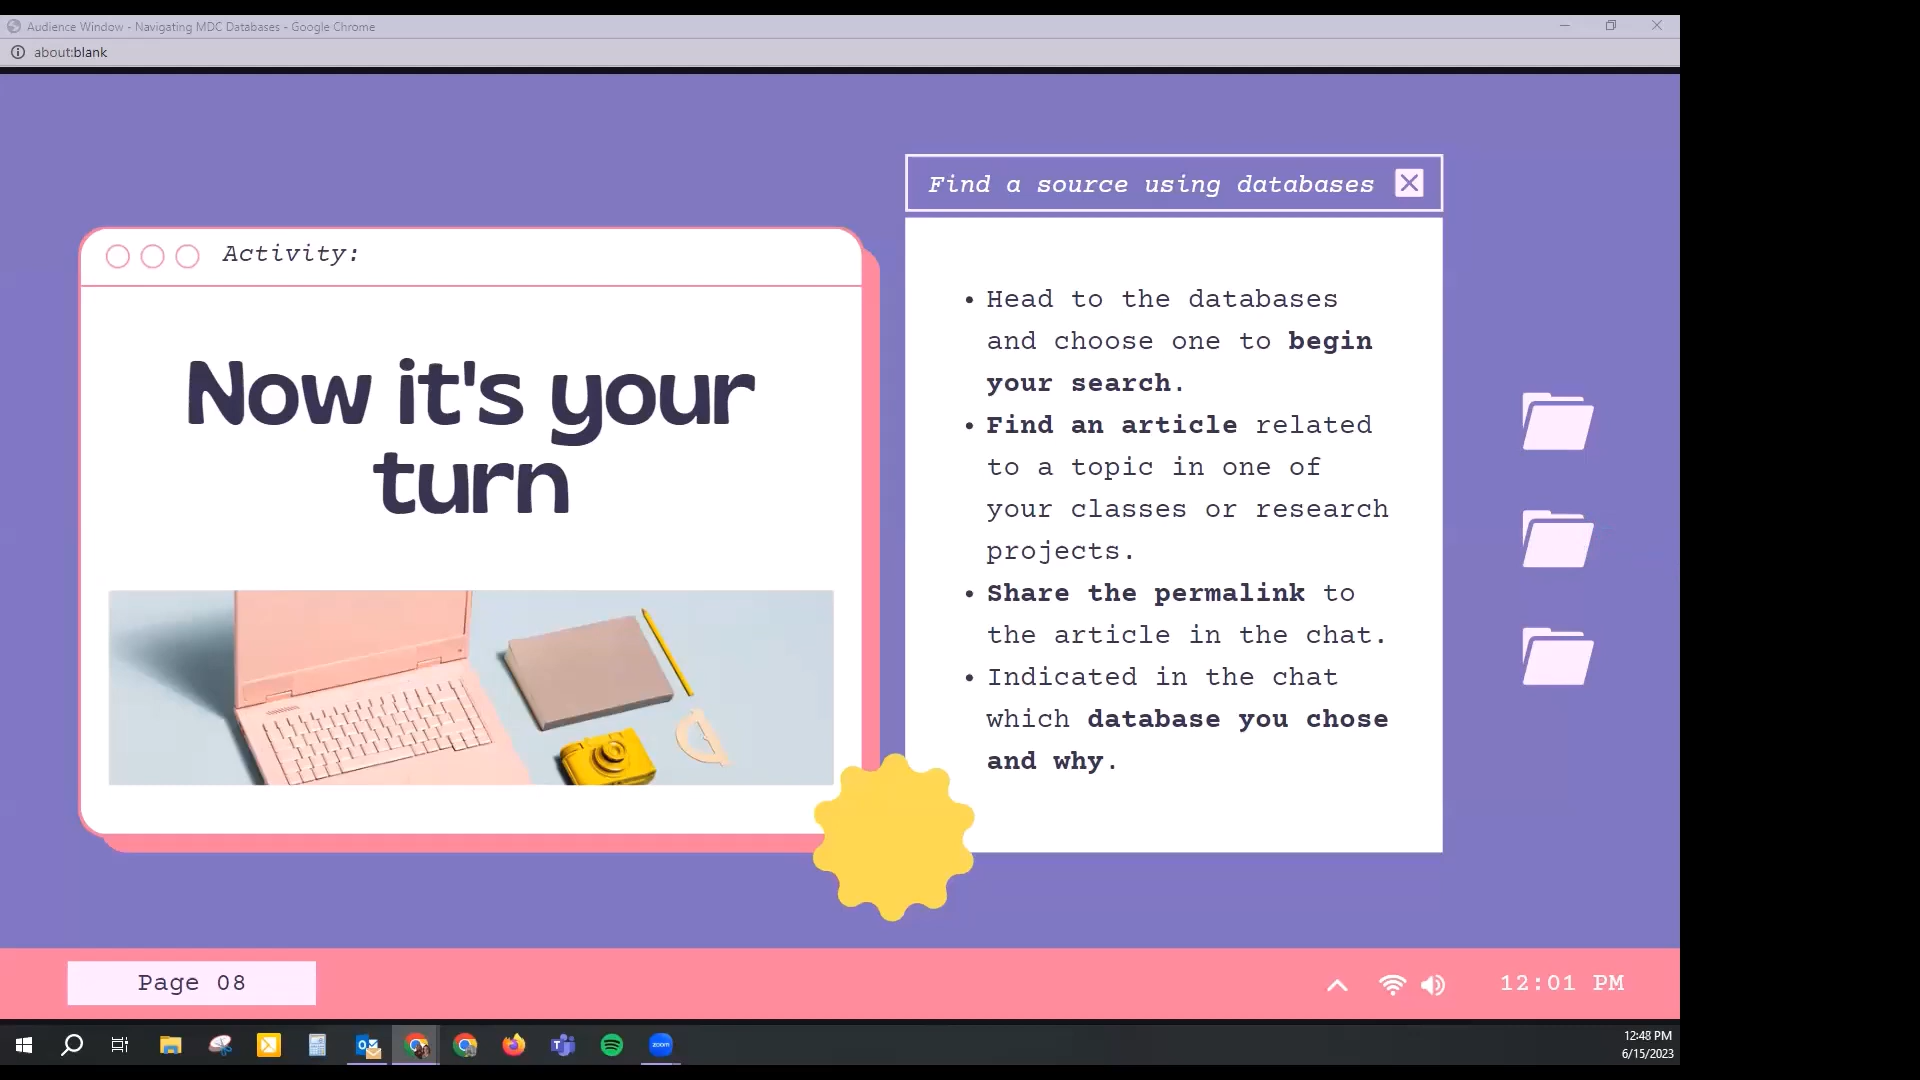 Audience Window - Navigating MDC Databases - Google Chrome
about:blank
Find a source using databases
Activity:
Now it's your
turn
• Head to the databases
and choose one to begin
your search.
• Find an article related
to a topic in one of
your classes or research
projects.
• Share the permalink to
the article in the chat.
• Indicated in the chat
which database you chose
and why.
Page 08
12:01 PM
zoom
12:48 PM
6/15/2023